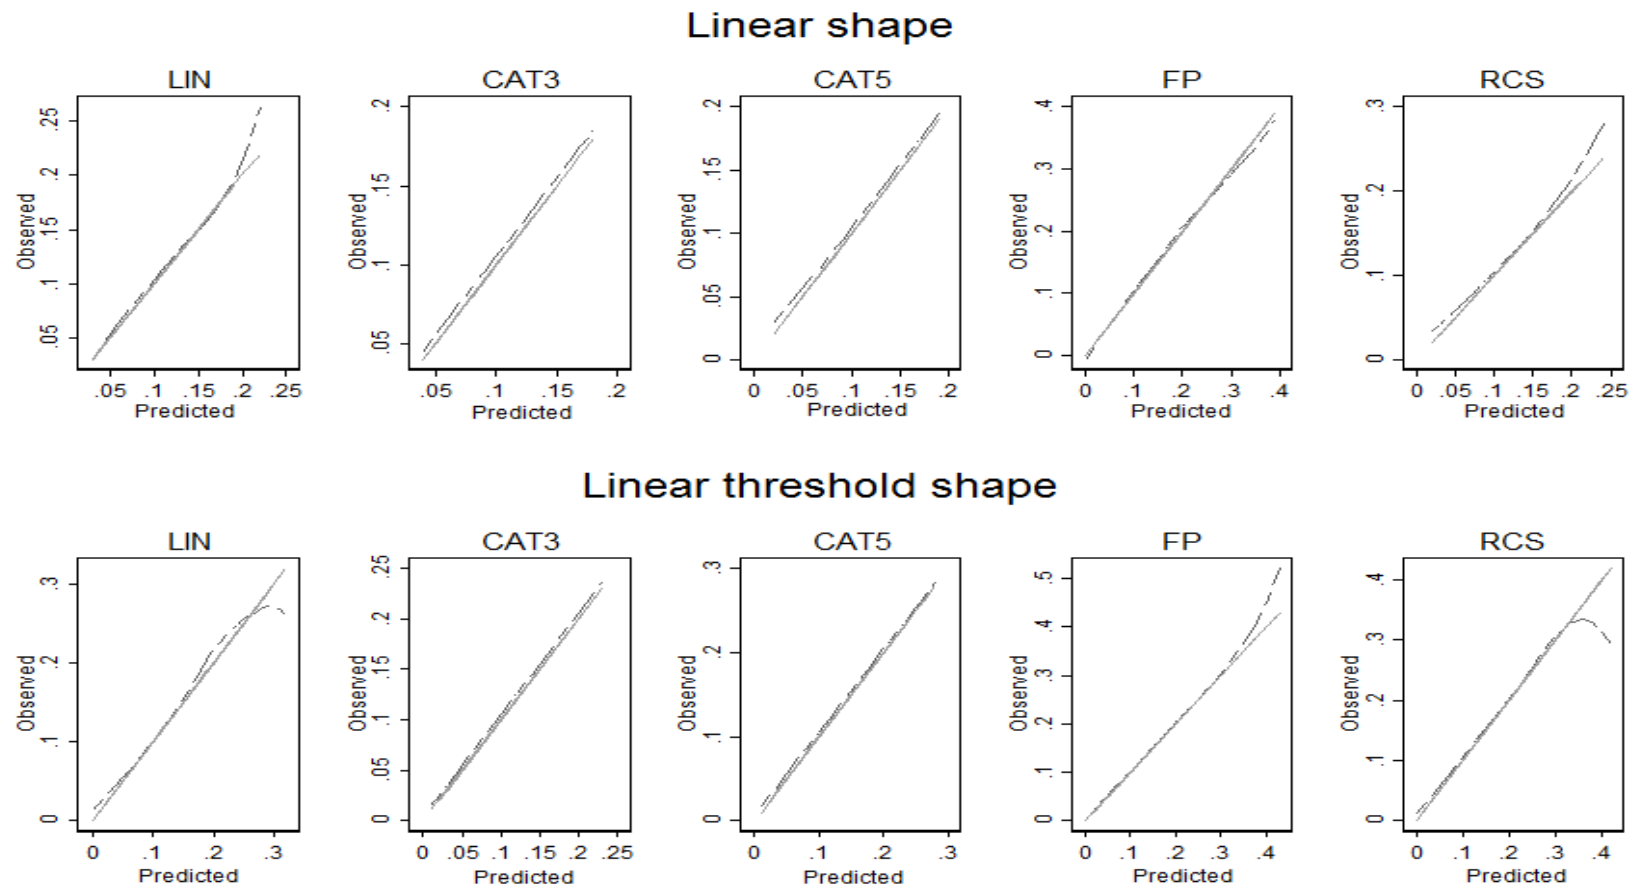 Linear shape
LIN CAT3 CAT5 FP RCS
Observed Observed Observed Observed Observed
.25 .2 .2 .4 .3
.2 .15 .15 .3 .2
.15 .1 .1 .2 .1
.1 .05 .05 .1 0
.05 0 0
.05 .1 .15 .2 .25 .05 .1 .15 .2 0 .05 .1 .15 .2 0 .1 .2 .3 .4 0 .05 .1 .15 .2 .25
Predicted Predicted Predicted Predicted Predicted
Linear threshold shape
LIN CAT3 CAT5 FP RCS
Observed Observed Observed Observed Observed
.3 .25 .3 .5 .4
.2 .2 .2 .4 .3
.1 .15 .1 .3 .2
0 .1 0 .2 .1
.05 .1 0
0 0
0 .1 .2 .3 0 .05 .1 .15 .2 .25 0 .1 .2 .3 0 .1 .2 .3 .4 0 .1 .2 .3 .4
Predicted Predicted Predicted Predicted Predicted